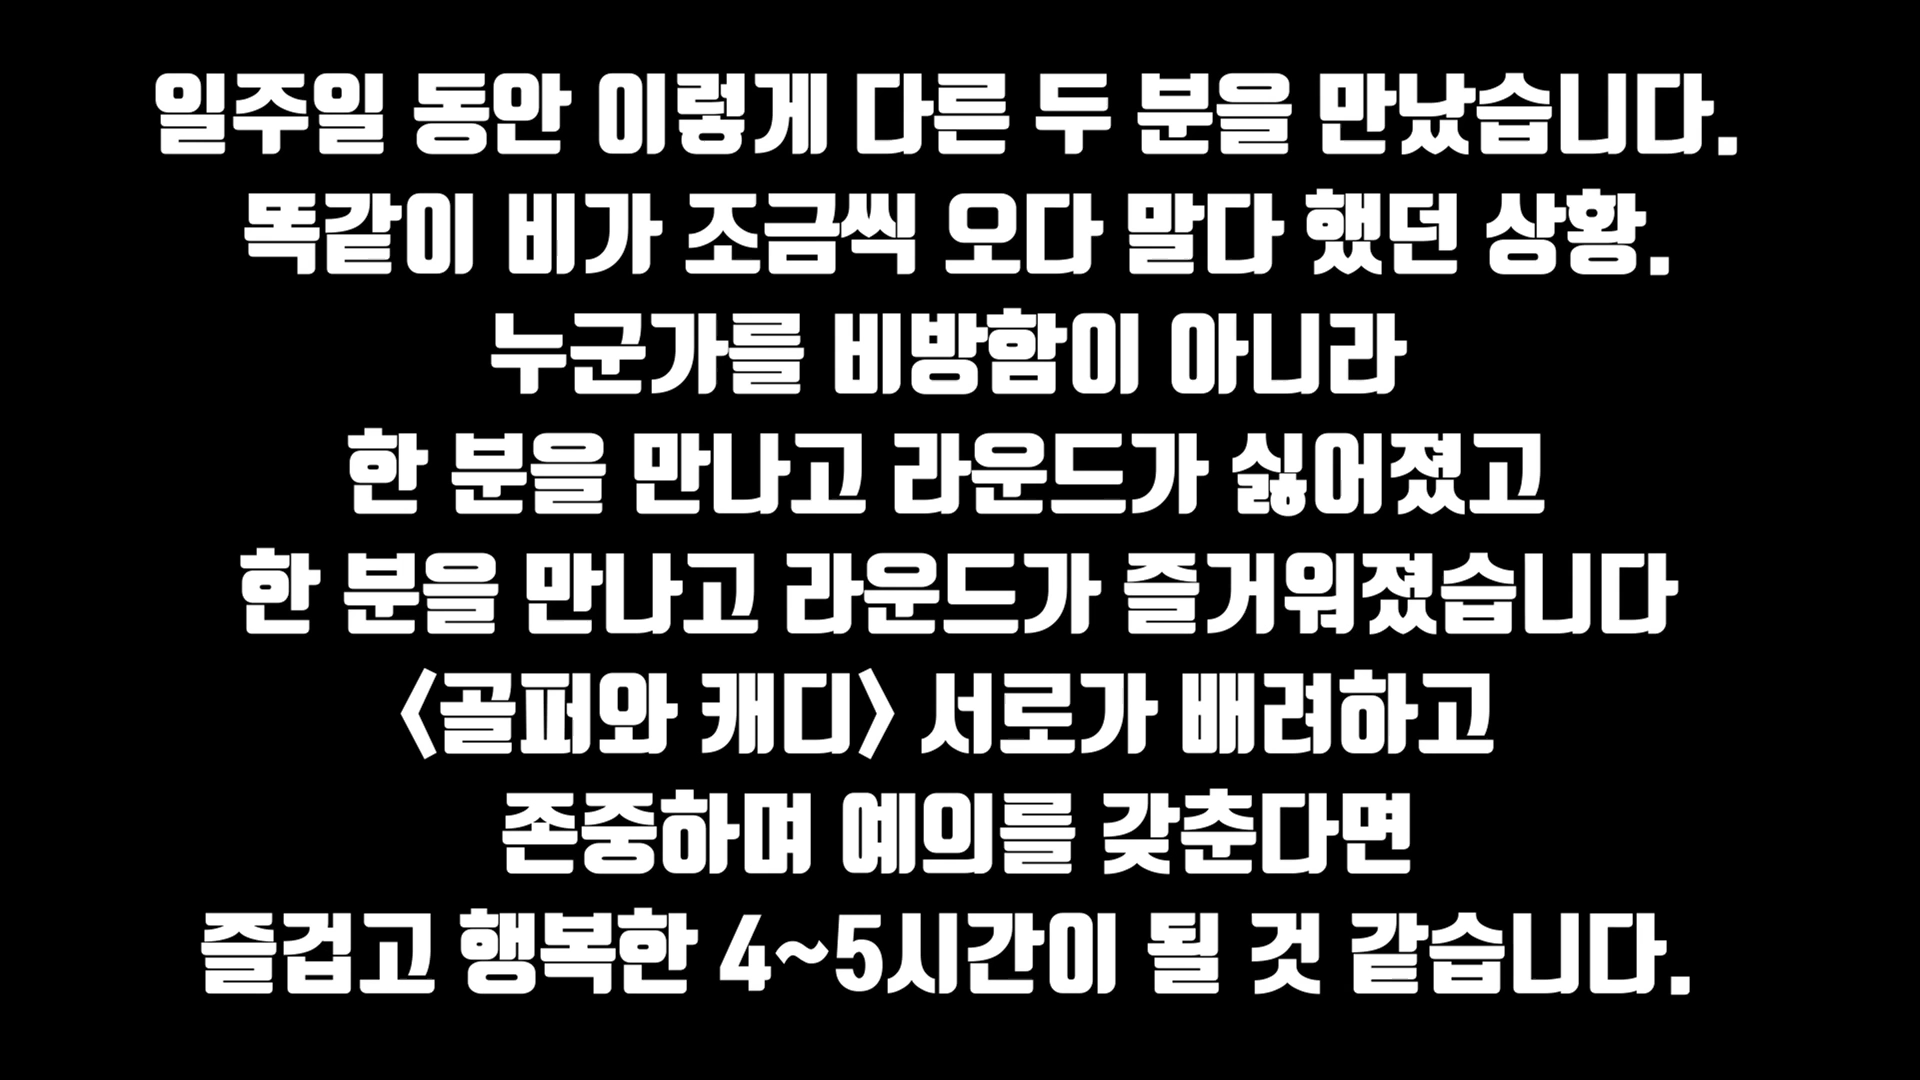 일주일 동안 이렇게 다른 두 분을 만났습니다.
똑같이 비가 조금씩 오다 말다 했던 상황.
누군가를 비방함이 아니라
한 분을 만나고 라운드가 싫어졌고
한 분을 만나고 라운드가 즐거워졌습니다
<골퍼와 캐디> 서로가 배려하고
존중하며 예의를 갖춘다면
즐겁고 행복한 4~5시간이 될 것 같습니다.